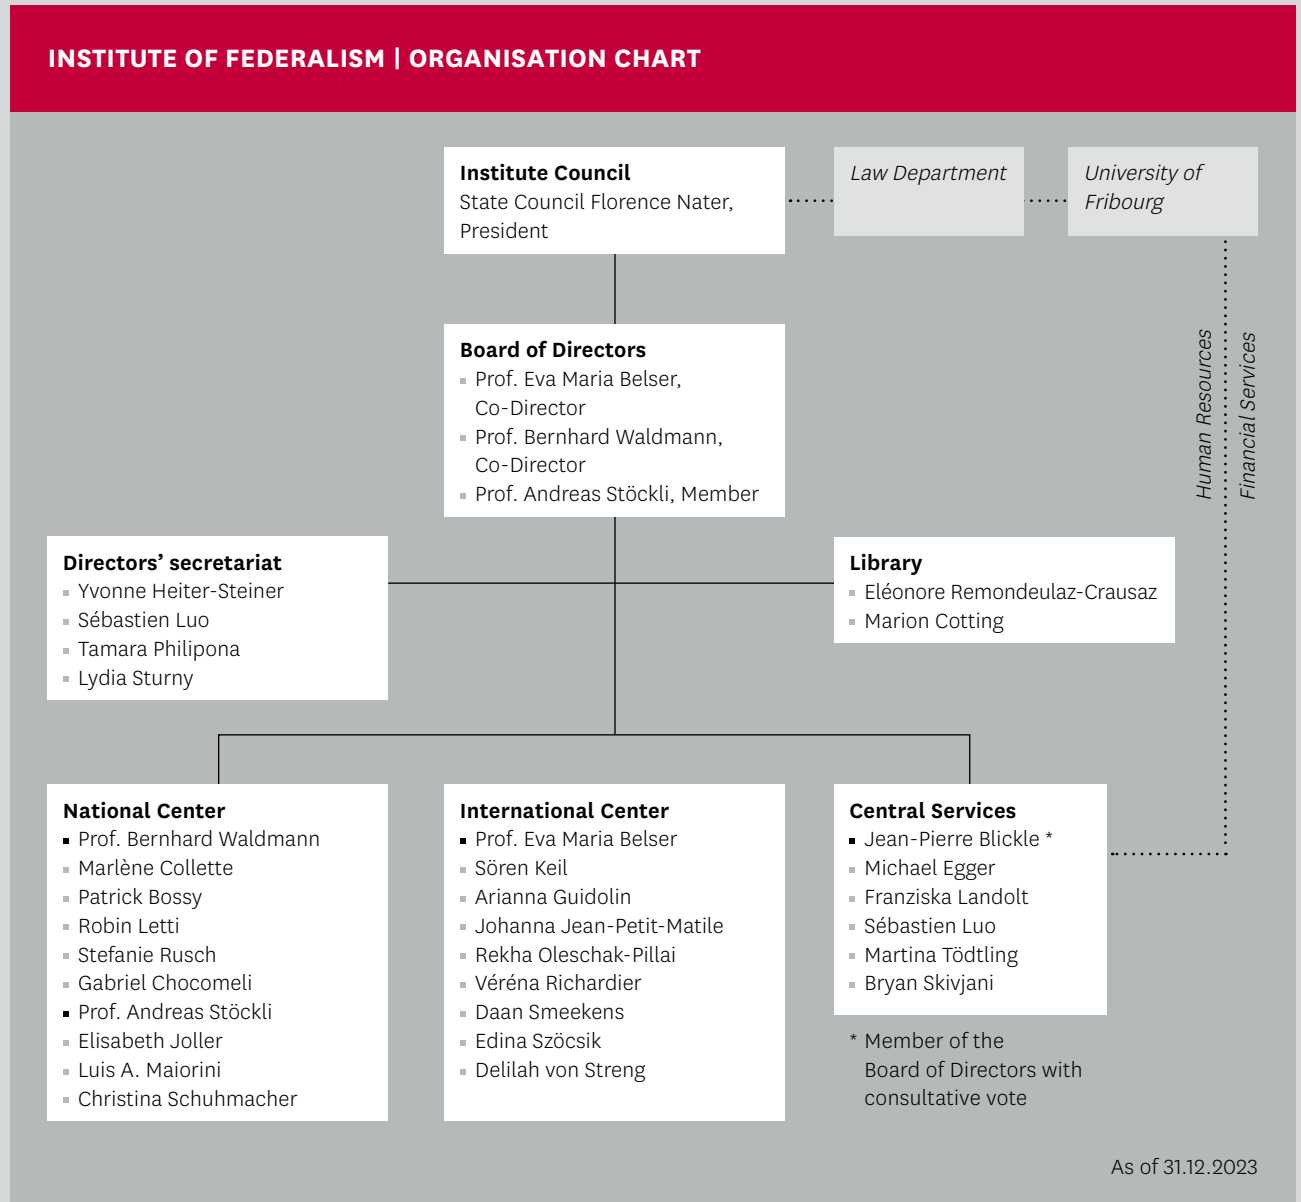 INSTITUTE OF FEDERALISM | ORGANISATION CHART
Institute Council
State Council Florence Nater,
President
Law Department
University of
Fribourg
Human Resources
Financial Services
Board of Directors
Prof. Eva Maria Belser,
Co-Director
Prof. Bernhard Waldmann,
Co-Director
Prof. Andreas Stöckli, Member
Directors’ secretariat
Yvonne Heiter-Steiner
Sébastien Luo
Tamara Philipona
Lydia Sturny
Library
Eléonore Remondeulaz-Crausaz
Marion Cotting
National Center
Prof. Bernhard Waldmann
Marlène Collette
Patrick Bossy
Robin Letti
Stefanie Rusch
Gabriel Chocomeli
Prof. Andreas Stöckli
Elisabeth Joller
Luis A. Maiorini
Christina Schuhmacher
International Center
Prof. Eva Maria Belser
Sören Keil
Arianna Guidolin
Johanna Jean-Petit-Matile
Rekha Oleschak-Pillai
Véréna Richardier
Daan Smeekens
Edina Szöcsik
Delilah von Streng
Central Services
Jean-Pierre Blickle *
Michael Egger
Franziska Landolt
Sébastien Luo
Martina Tödtling
Bryan Skivjani
* Member of the
Board of Directors with
consultative vote
As of 31.12.2023